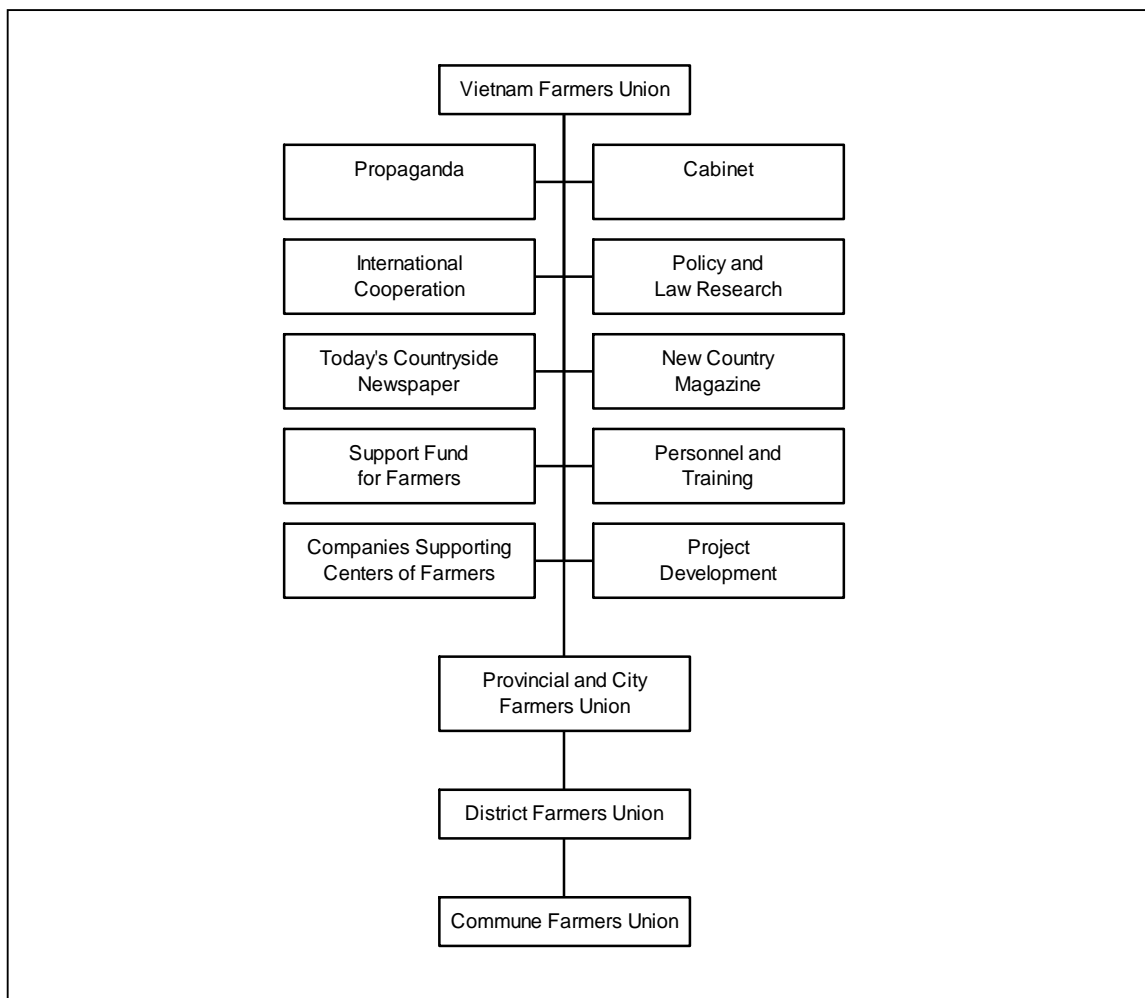 Vietnam Farmers Union
Propaganda
Cabinet
International
Cooperation
Policy and
Law Research
Today's Countryside
Newspaper
New Country
Magazine
Support Fund
for Farmers
Personnel and
Training
Companies Supporting
Centers of Farmers
Project
Development
Provincial and City
Farmers Union
District Farmers Union
Commune Farmers Union